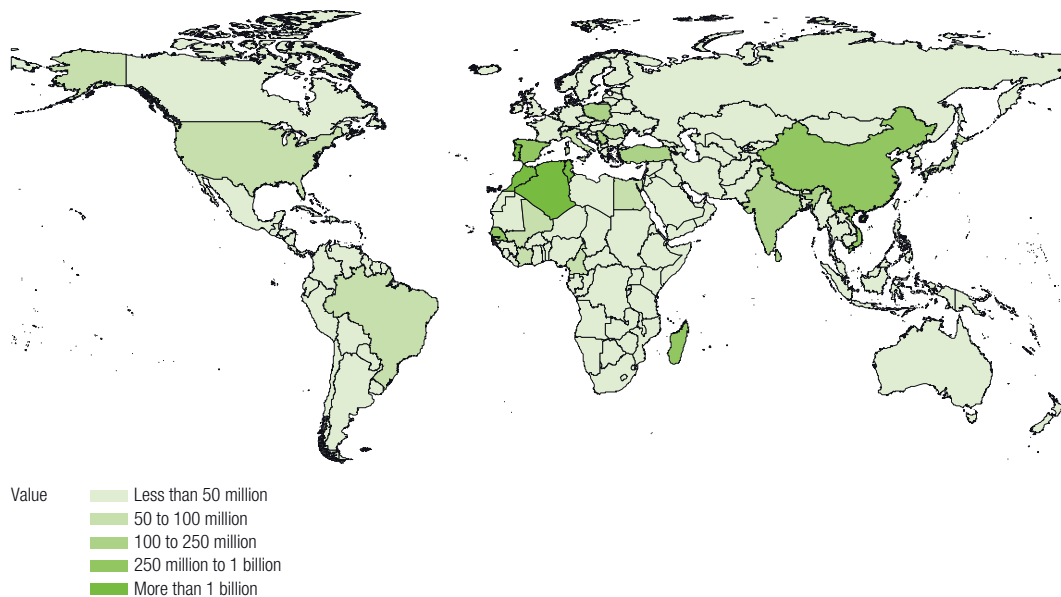 Value
Less than 50 million
50 to 100 million
100 to 250 million
250 million to 1 billion
More than 1 billion